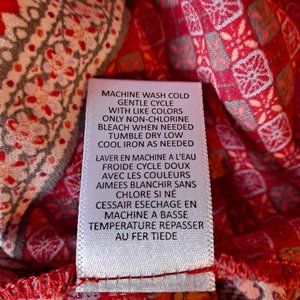 MACHINE WASH COLD
GENTLE CYCLE
WITH LIKE COLORS
ONLY NON-CHLORINE
BLEACH WHEN NEEDED
TUMBLE DRY LOW
COOL IRON AS NEEDED
LAVER EN MACHINE A L'EAU
FROIDE CYCLE DOUX
AVEC LES COULEURS
AIMEES BLANCHIR SANS
CHLORE SI NÉ
CESSAIR ESECHAGE EN
MACHINE A BASSE
TEMPERATURE REPASSER
AU FER TIEDE